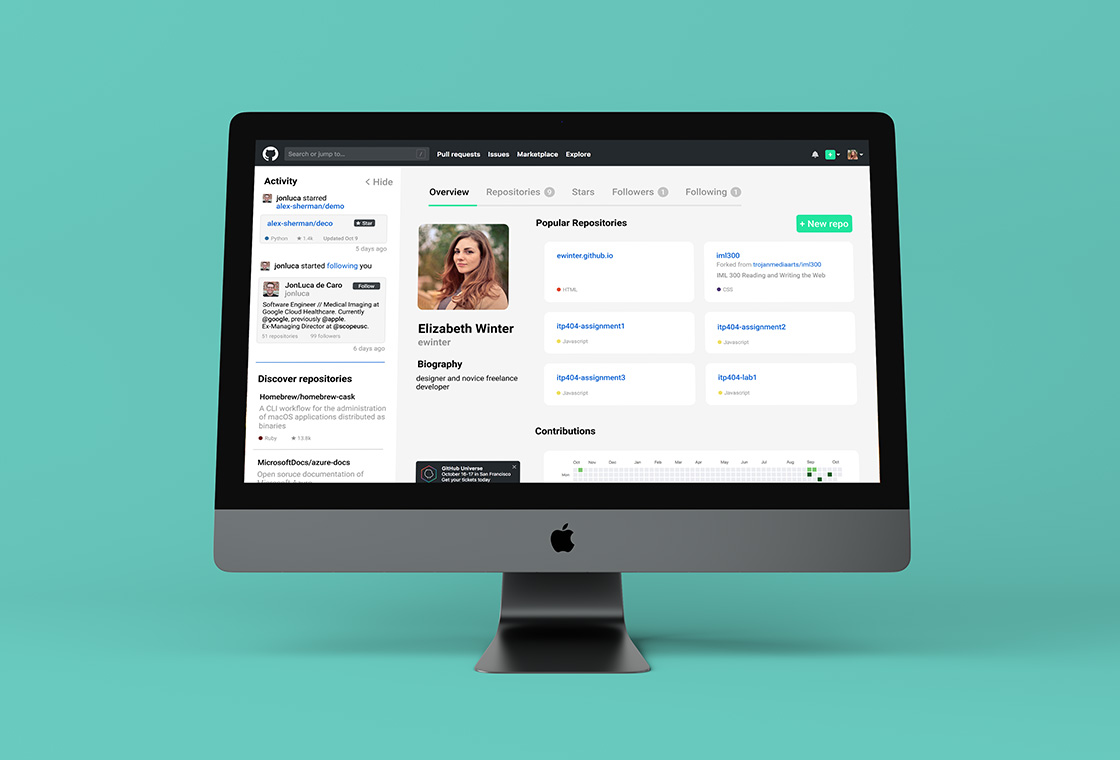 Search or jump to... /
Pull requests Issues Marketplace Explore
Activity
< Hide
jonluca starred
alex-sherman/demo
alex-sherman/deco
★ Star
Python ★ 1.4k Updated Oct 9
5 days ago
jonluca started following you
JonLuca de Caro
Follow
jonluca
Software Engineer // Medical Imaging at
Google Cloud Healthcare. Currently
@google, previously @apple.
Ex-Managing Director at @scopeusc.
51 repositories 99 followers
6 days ago
Discover repositories
Homebrew/homebrew-cask
A CLI workflow for the administration
of macOS applications distributed as
binaries
Ruby ★ 13.8k
MicrosoftDocs/azure-docs
Open soruce documentation of
Overview Repositories 9 Stars Followers 1 Following 1
Elizabeth Winter
ewinter
Biography
designer and novice freelance
developer
GitHub Universe
October 16-17 in San Francisco
Get your tickets today
Popular Repositories
+ New repo
ewinter.github.io
HTML
iml300
Forked from trojanmediaarts/iml300
IML 300 Reading and Writing the Web
CSS
itp404-assignment1
Javascript
itp404-assignment2
Javascript
itp404-assignment3
Javascript
itp404-lab1
Javascript
Contributions
Oct Nov Dec Jan Feb Mar Apr May Jun Jul Aug Sep Oct
Mon